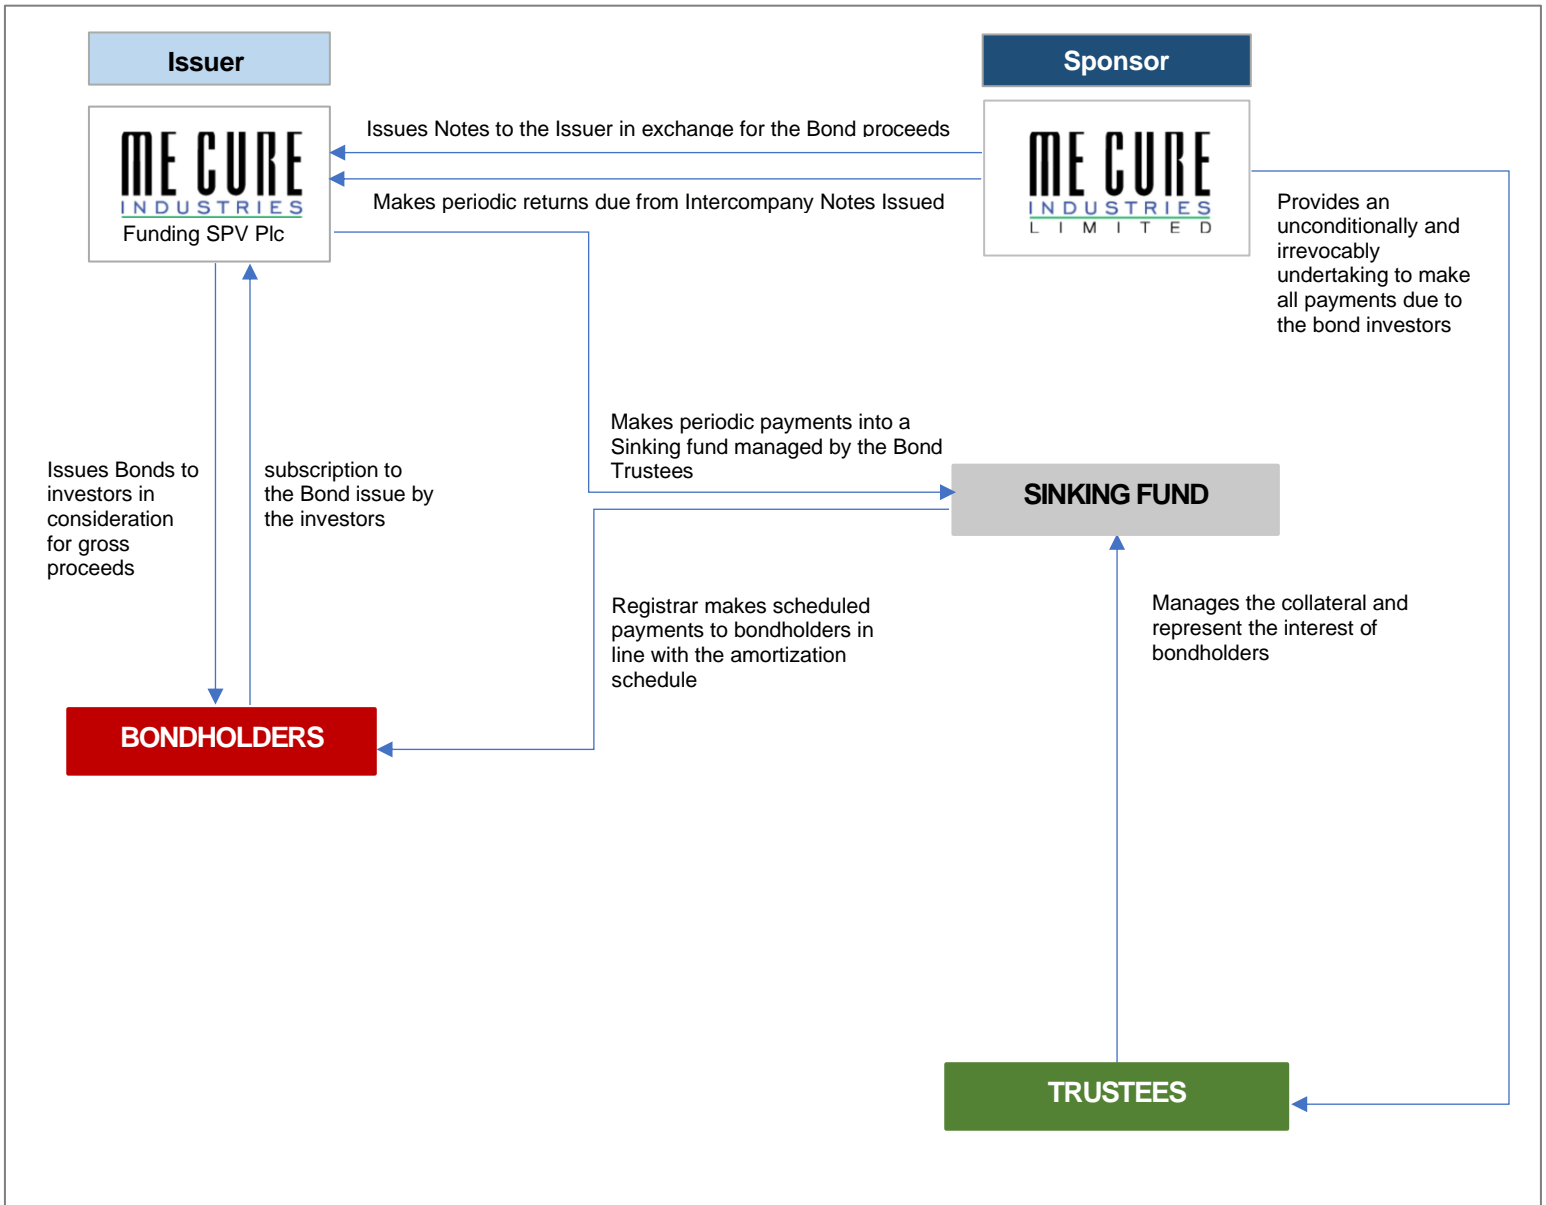 Issuer
Sponsor
ME CURE
INDUSTRIES
Funding SPV Plc
Issues Notes to the Issuer in exchange for the Bond proceeds
Makes periodic returns due from Intercompany Notes Issued
ME CURE
INDUSTRIES
LIMITED
Provides an
unconditionally and
irrevocably
undertaking to make
all payments due to
the bond investors
Issues Bonds to
investors in
consideration
for gross
proceeds
subscription to
the Bond issue by
the investors
Makes periodic payments into a
Sinking fund managed by the Bond
Trustees
SINKING FUND
Registrar makes scheduled
payments to bondholders in
line with the amortization
schedule
Manages the collateral and
represent the interest of
bondholders
BONDHOLDERS
TRUSTEES